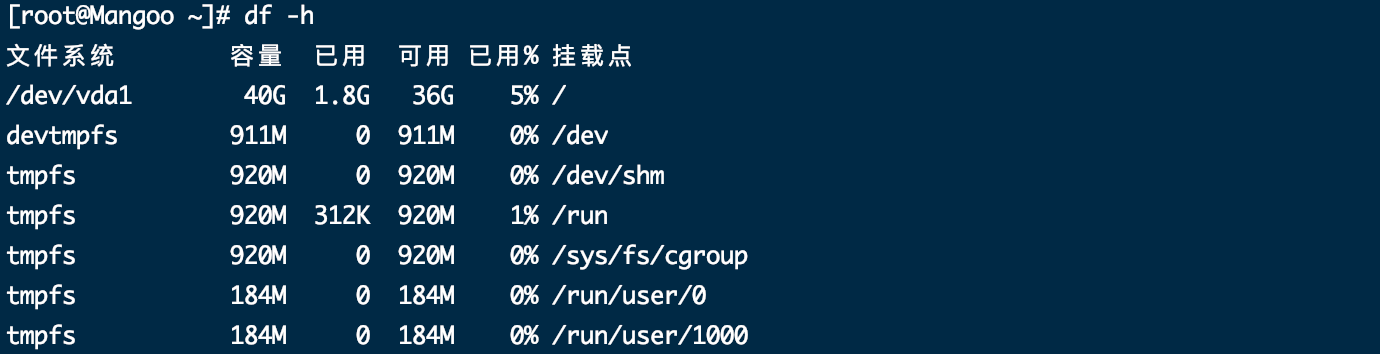 [root@Mangoo ~]# df -h
文件系统        容量  已用  可用 已用% 挂载点
/dev/vda1        40G  1.8G   36G    5% /
devtmpfs        911M     0  911M    0% /dev
tmpfs           920M     0  920M    0% /dev/shm
tmpfs           920M  312K  920M    1% /run
tmpfs           920M     0  920M    0% /sys/fs/cgroup
tmpfs           184M     0  184M    0% /run/user/0
tmpfs           184M     0  184M    0% /run/user/1000